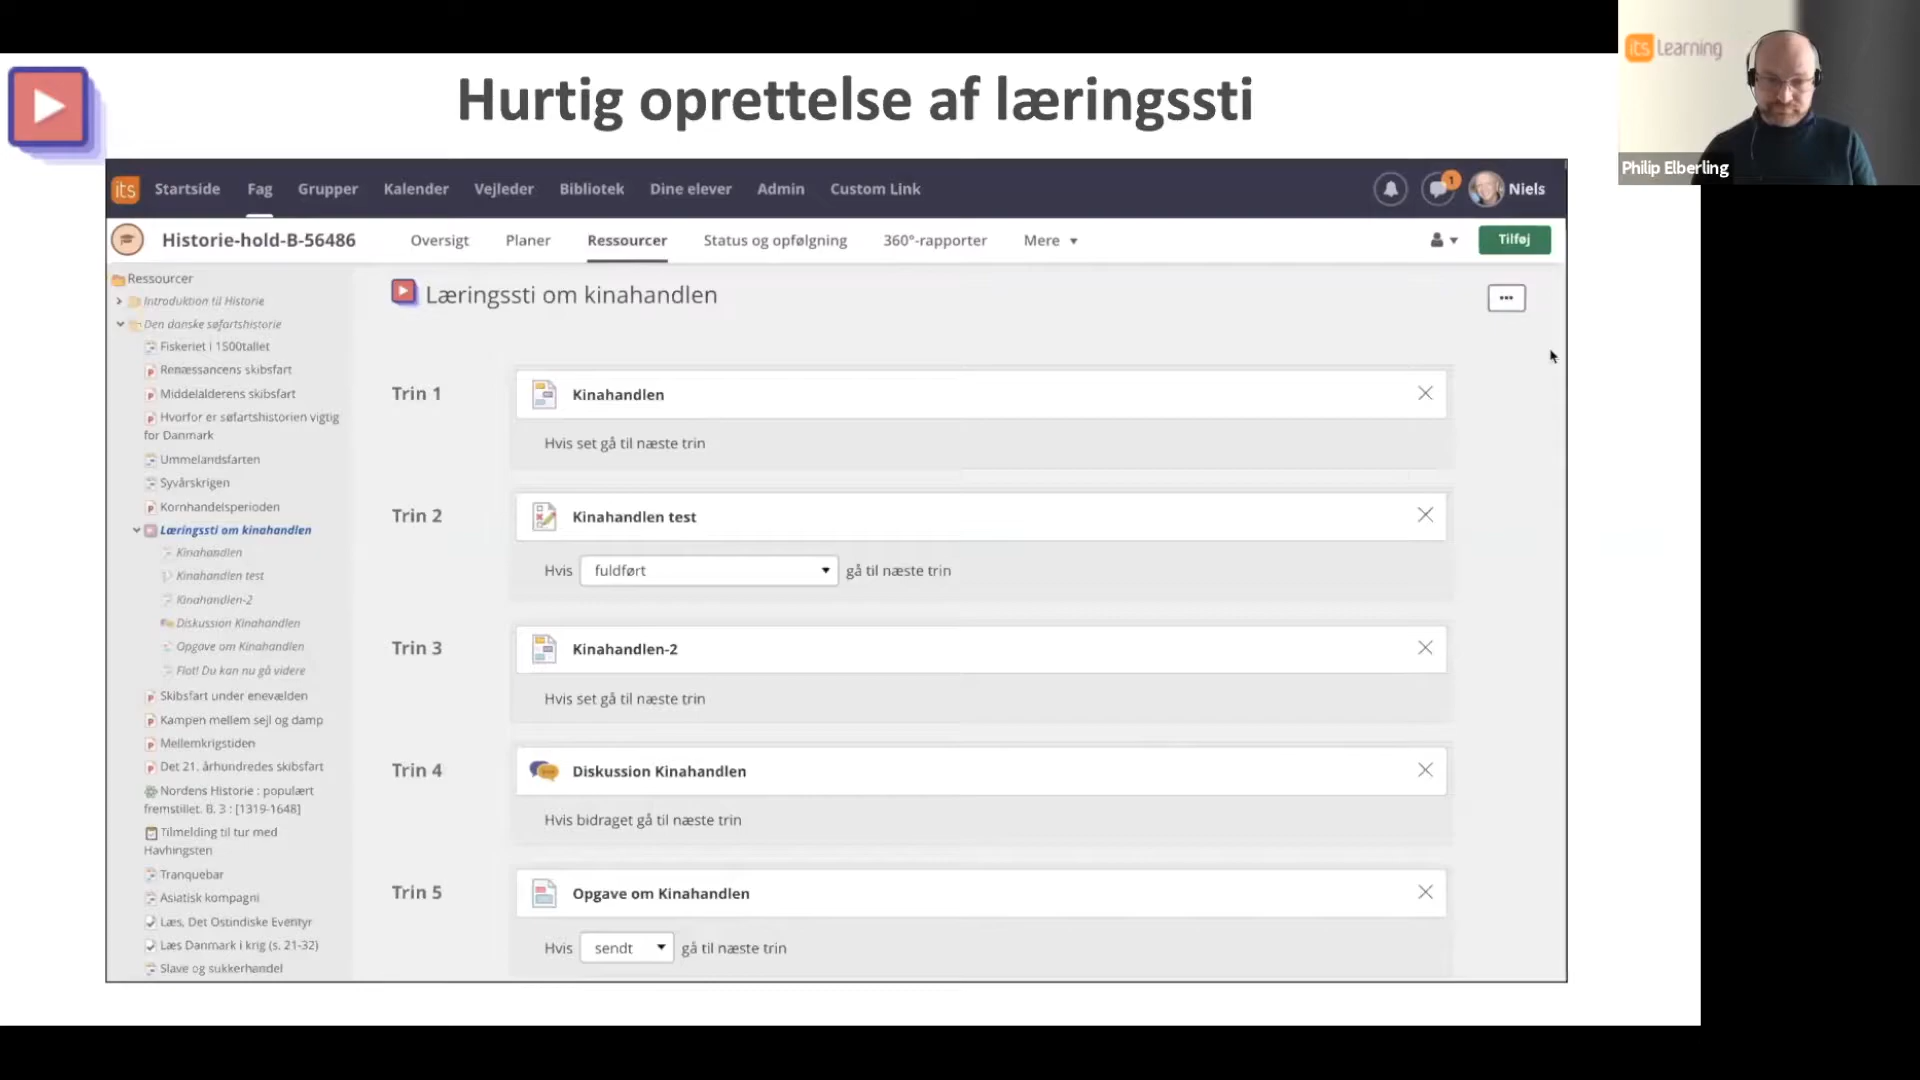 Hurtig oprettelse af læringssti
its Learning
Philip Elberling
its Startside Fag Grupper Kalender Vejleder Bibliotek Dine elever Admin Custom Link 1 Niels
Historie-hold-B-56486 Oversigt Planer Ressourcer Status og opfølgning 360°-rapporter Mere Tilføj
Ressourcer
Introduktion til Historie
Den danske søfartshistorie
Fiskeriet i 1500tallet
Renæssancens skibsfart
Middelalderens skibsfart
Hvorfor er søfartshistorien vigtig
for Danmark
Ummelandsfarten
Syvårskrigen
Kornhandelsperioden
Læringssti om kinahandlen
Kinahandlen
Kinahandlen test
Kinahandlen-2
Diskussion Kinahandlen
Opgave om Kinahandlen
Flot! Du kan nu gå videre
Skibsfart under enevælden
Kampen mellem sejl og damp
Mellemkrigstiden
Det 21. århundredes skibsfart
Nordens Historie : populært
fremstillet. B. 3 : [1319-1648]
Tilmelding til tur med
Havhingsten
Tranquebar
Asiatisk kompagni
Læs, Det Ostindiske Eventyr
Læs Danmark i krig (s. 21-32)
Slave og sukkerhandel
Læringssti om kinahandlen
Trin 1 Kinahandlen
Hvis set gå til næste trin
Trin 2 Kinahandlen test
Hvis fuldført gå til næste trin
Trin 3 Kinahandlen-2
Hvis set gå til næste trin
Trin 4 Diskussion Kinahandlen
Hvis bidraget gå til næste trin
Trin 5 Opgave om Kinahandlen
Hvis sendt gå til næste trin